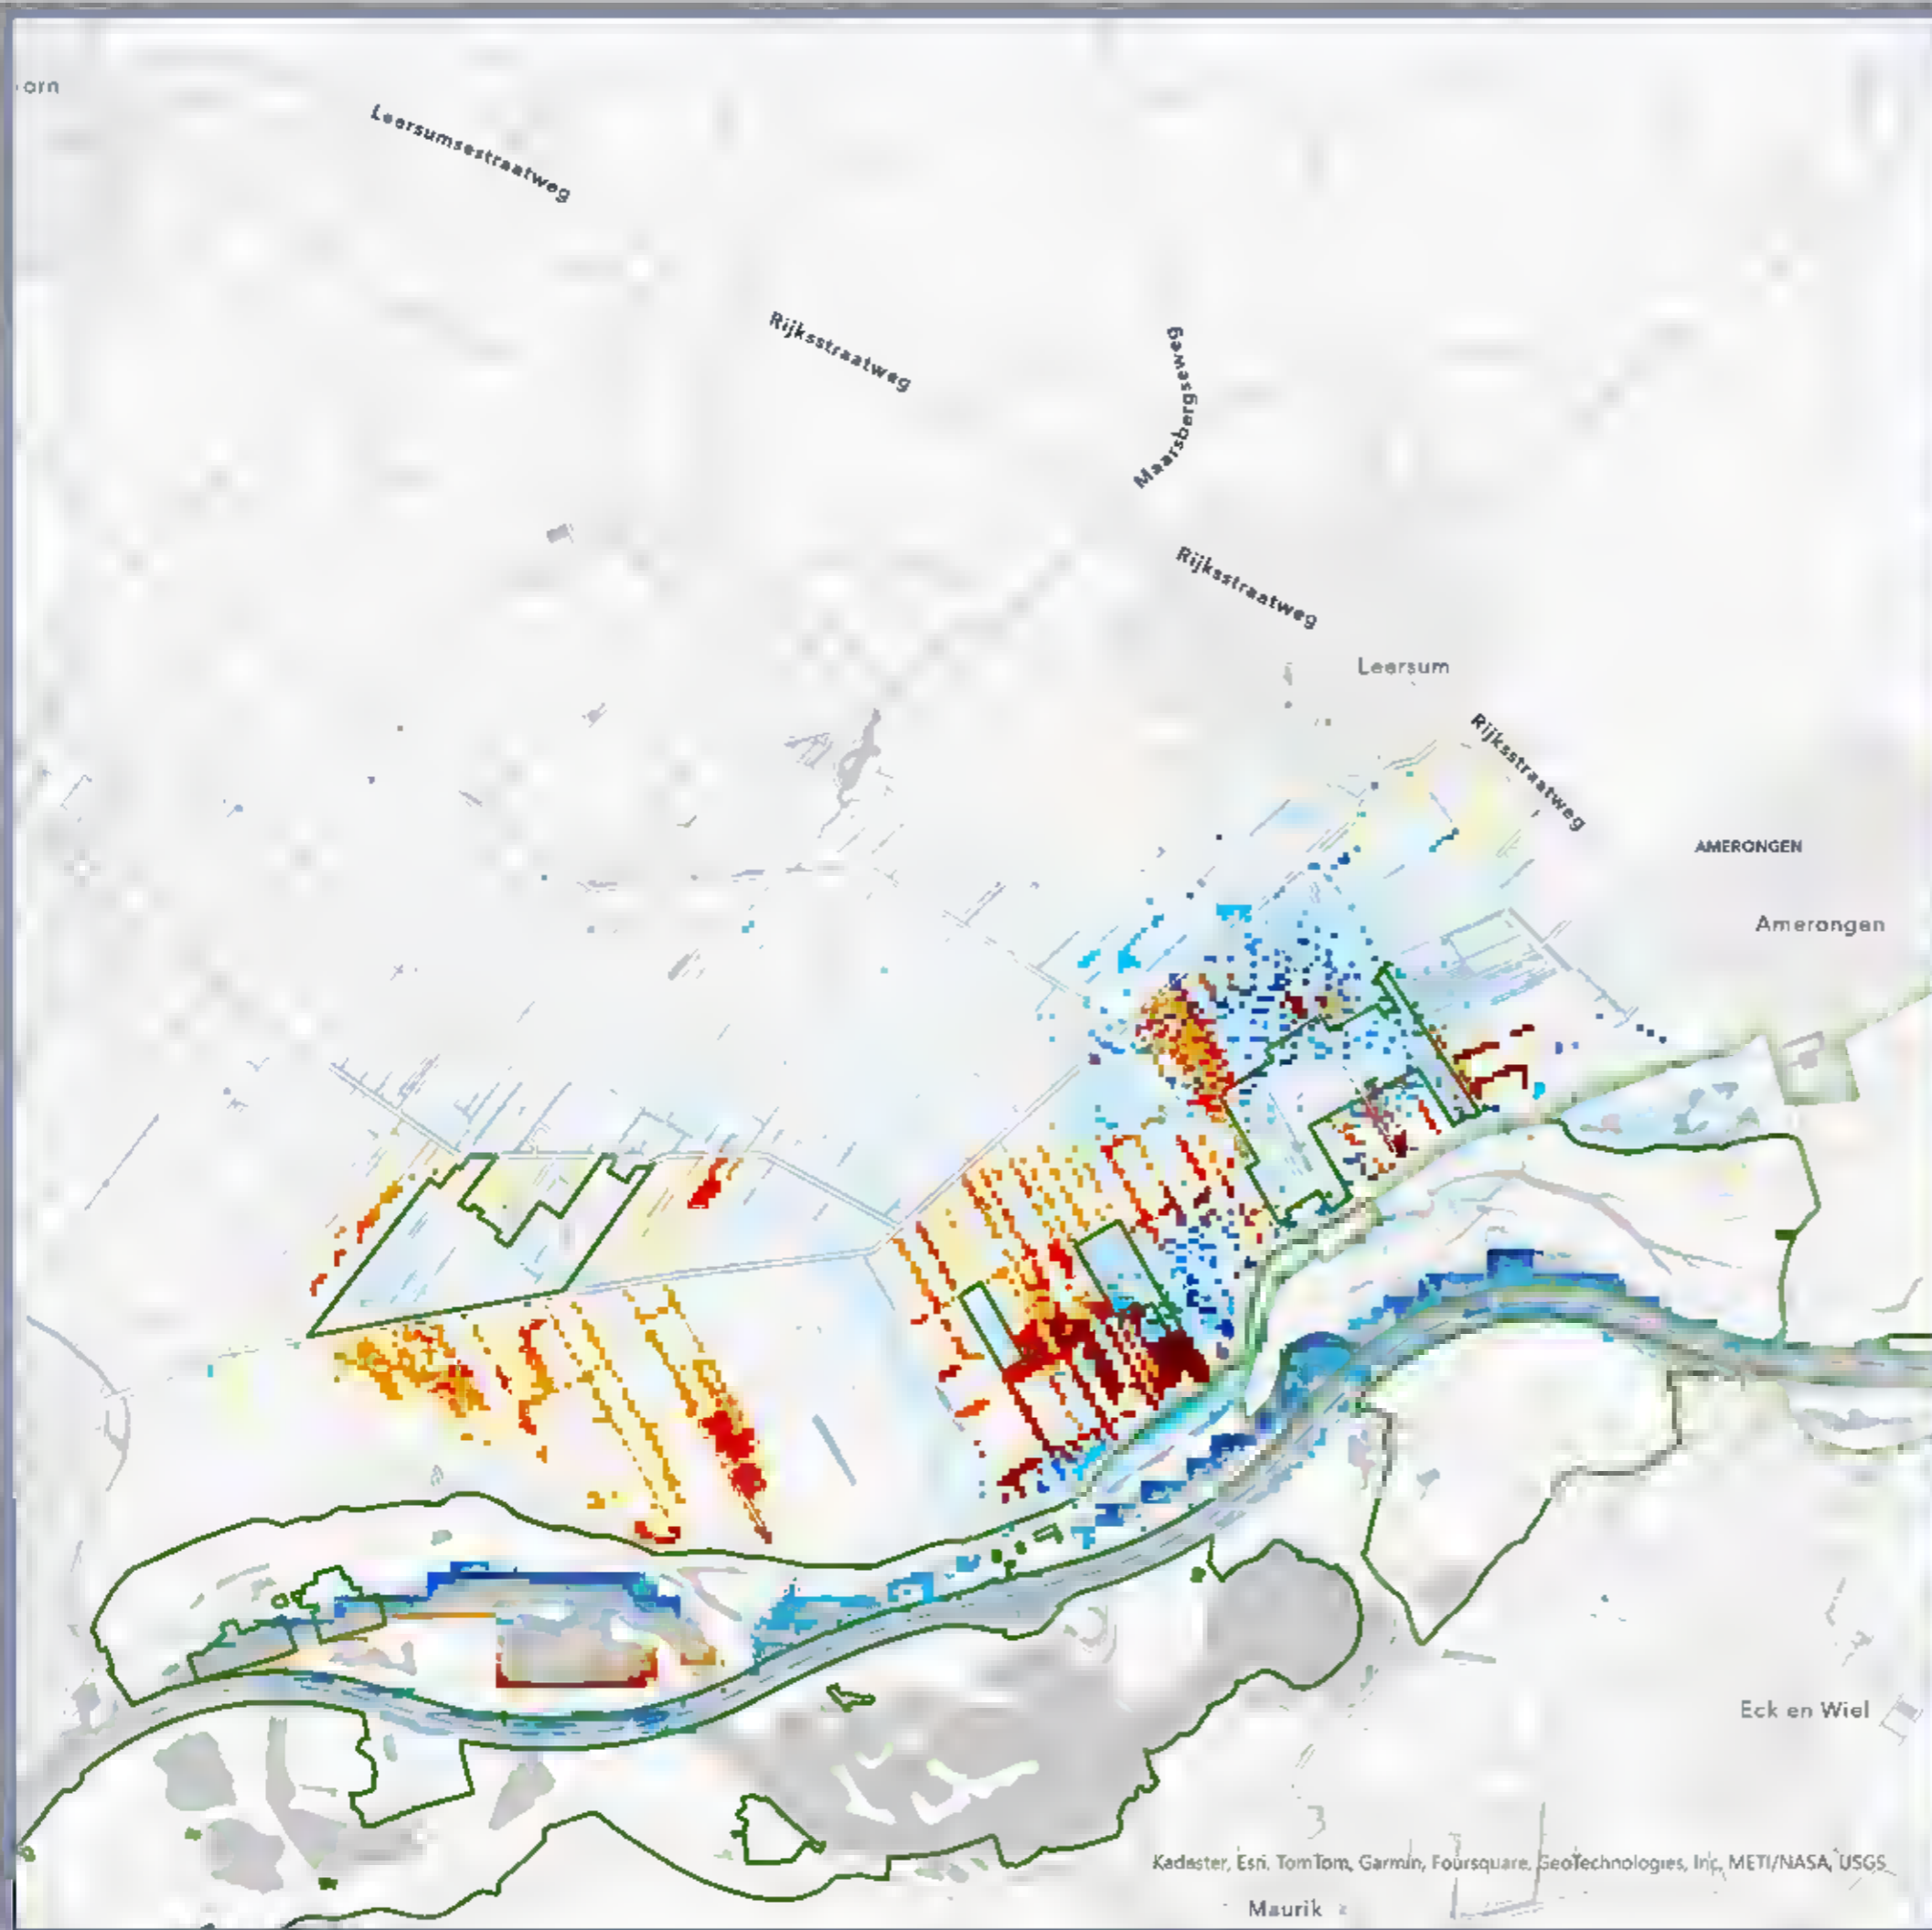 orn
Leersumsestraatweg
Rijksstraatweg
Maarsbergseweg
Rijksstraatweg
Leersum
Rijksstraatweg
AMERONGEN
Amerongen
Eck en Wiel
Kadaster, Esri, TomTom, Garmin, Foursquare, GeoTechnologies, Inc, METI/NASA, USGS
Maurik